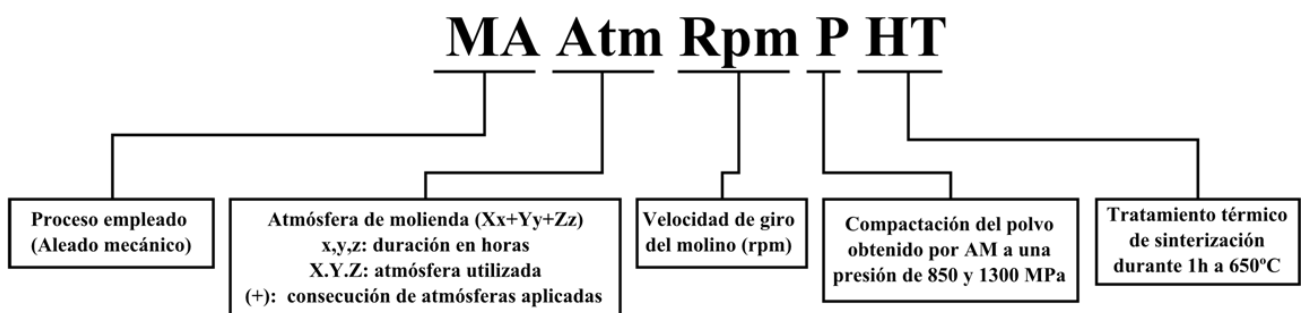 MA Atm Rpm P HT
Proceso empleado
(Aleado mecánico)
Atmósfera de molienda (Xx+Yy+Zz)
x,y,z: duración en horas
X.Y.Z: atmósfera utilizada
(+): consecución de atmósferas aplicadas
Velocidad de giro
del molino (rpm)
Compactación del polvo
obtenido por AM a una
presión de 850 y 1300 MPa
Tratamiento térmico
de sinterización
durante 1h a 650ºC